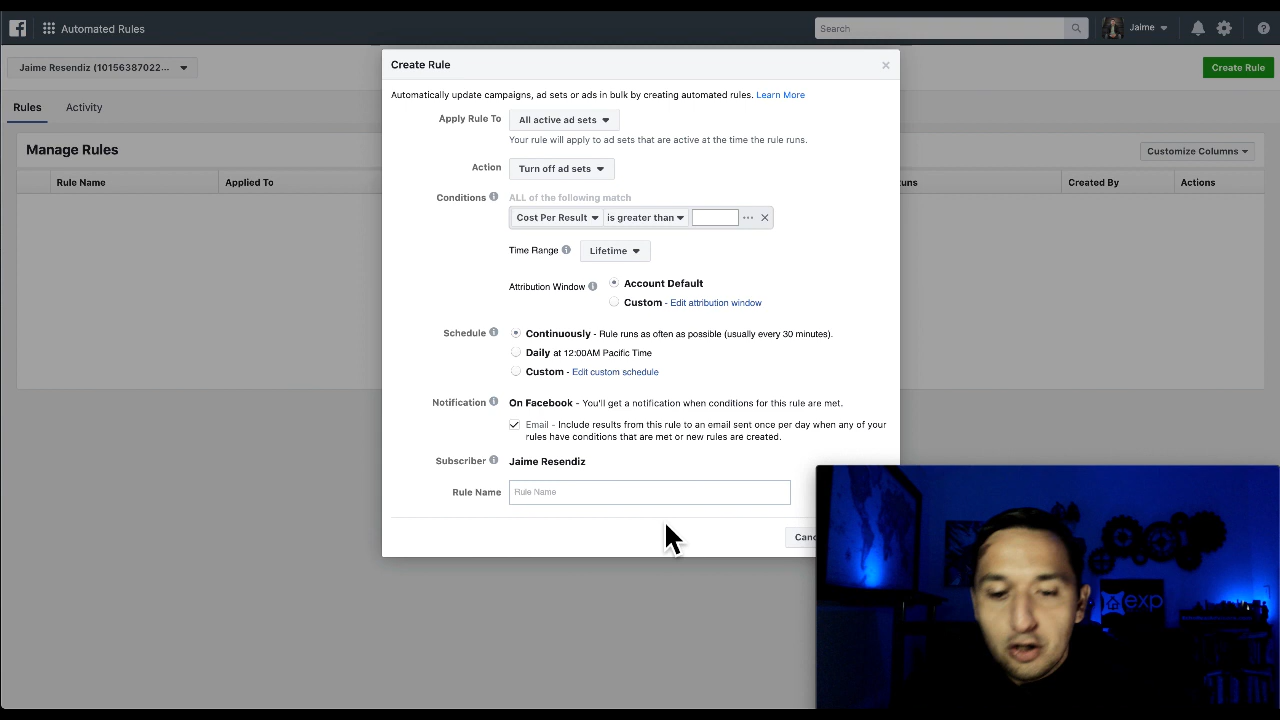 Automated Rules
Search
Jaime
Jaime Resendiz (10156387022...
Create Rule
Rules
Activity
Manage Rules
Customize Columns
Rule Name
Applied To
uns
Created By
Actions
Create Rule
Automatically update campaigns, ad sets or ads in bulk by creating automated rules. Learn More
Apply Rule To
All active ad sets
Your rule will apply to ad sets that are active at the time the rule runs.
Action
Turn off ad sets
Conditions
ALL of the following match
Cost Per Result
is greater than
Time Range
Lifetime
Attribution Window
Account Default
Custom - Edit attribution window
Schedule
Continuously - Rule runs as often as possible (usually every 30 minutes).
Daily at 12:00AM Pacific Time
Custom - Edit custom schedule
Notification
On Facebook - You'll get a notification when conditions for this rule are met.
Email - Include results from this rule to an email sent once per day when any of your
rules have conditions that are met or new rules are created.
Subscriber
Jaime Resendiz
Rule Name
Rule Name
Canc
exp